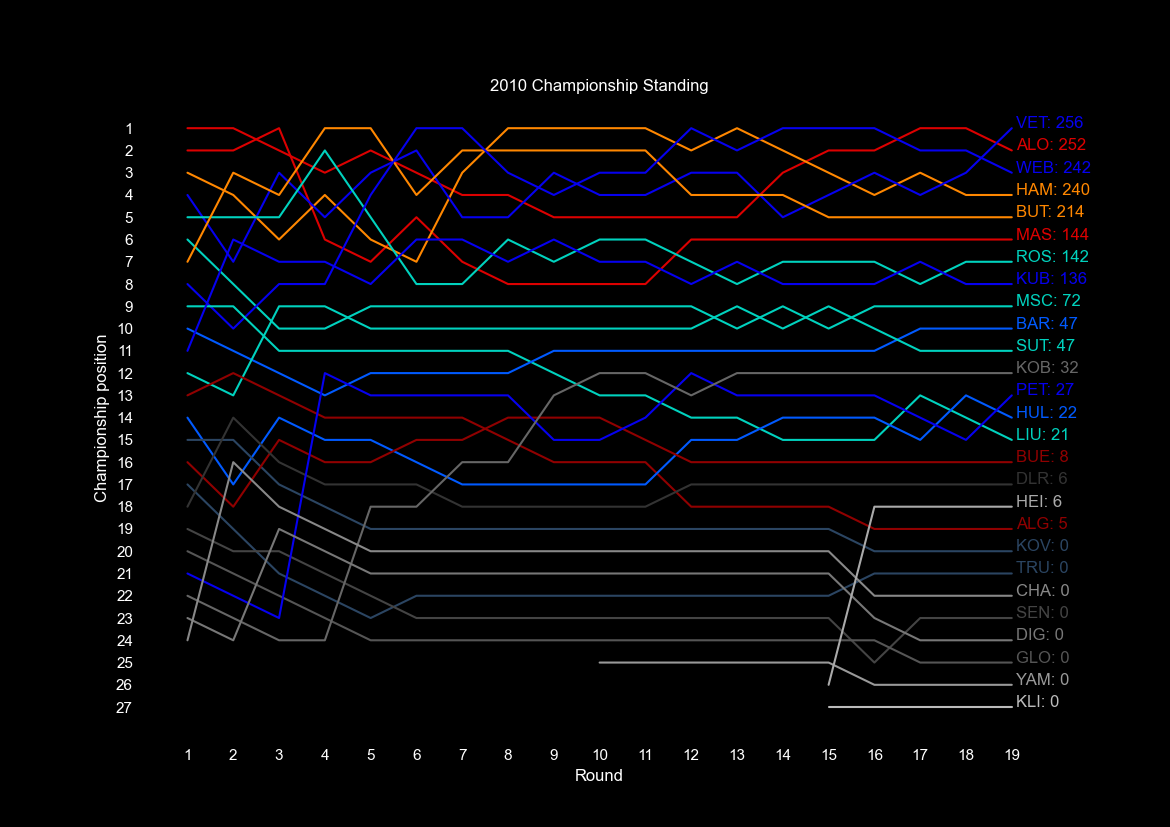 2010 Championship Standing
Championship position
1
2
3
4
5
6
7
8
9
10
11
12
13
14
15
16
17
18
19
20
21
22
23
24
25
26
27
VET: 256
ALO: 252
WEB: 242
HAM: 240
BUT: 214
MAS: 144
ROS: 142
KUB: 136
MSC: 72
BAR: 47
SUT: 47
KOB: 32
PET: 27
HUL: 22
LIU: 21
BUE: 8
DLR: 6
HEI: 6
ALG: 5
KOV: 0
TRU: 0
CHA: 0
SEN: 0
DIG: 0
GLO: 0
YAM: 0
KLI: 0
1 2 3 4 5 6 7 8 9 10 11 12 13 14 15 16 17 18 19
Round